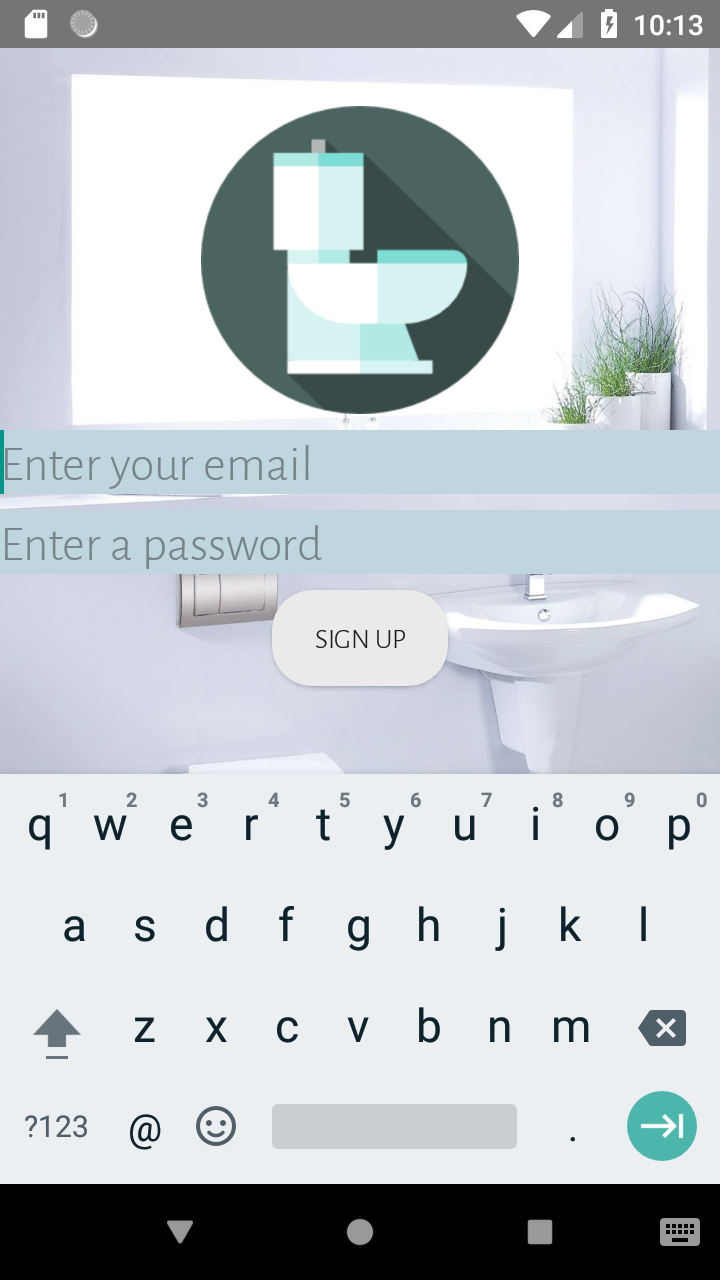 10:13
Enter your email
Enter a password
SIGN UP
q 1 w 2 e 3 r 4 t 5 y 6 u 7 i 8 o 9 p 0
a s d f g h j k l
z x c v b n m
?123 @ .